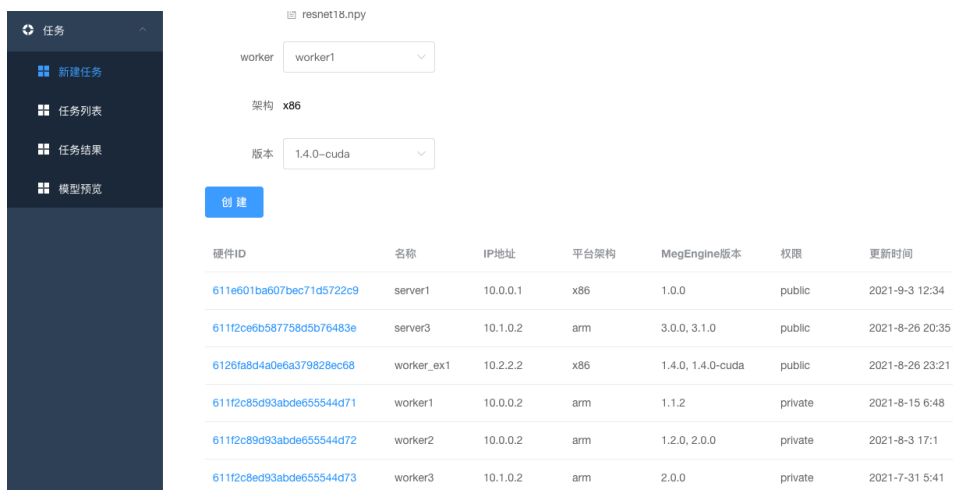 任务
新建任务
任务列表
任务结果
模型预览
resnet18.npy
worker worker1
架构 x86
版本 1.4.0-cuda
创 建
硬件ID 名称 IP地址 平台架构 MegEngine版本 权限 更新时间
611e601ba607bec71d5722c9 server1 10.0.0.1 x86 1.0.0 public 2021-9-3 12:34
611f2ce6b587758d5b76483e server3 10.1.0.2 arm 3.0.0, 3.1.0 public 2021-8-26 20:35
6126fa8d4a0e6a379828ec68 worker_ex1 10.2.2.2 x86 1.4.0, 1.4.0-cuda public 2021-8-26 23:21
611f2c85d93abde655544d71 worker1 10.0.0.2 arm 1.1.2 private 2021-8-15 6:48
611f2c89d93abde655544d72 worker2 10.0.0.2 arm 1.2.0, 2.0.0 private 2021-8-3 17:1
611f2c8ed93abde655544d73 worker3 10.1.0.2 arm 2.0.0 private 2021-7-31 5:41